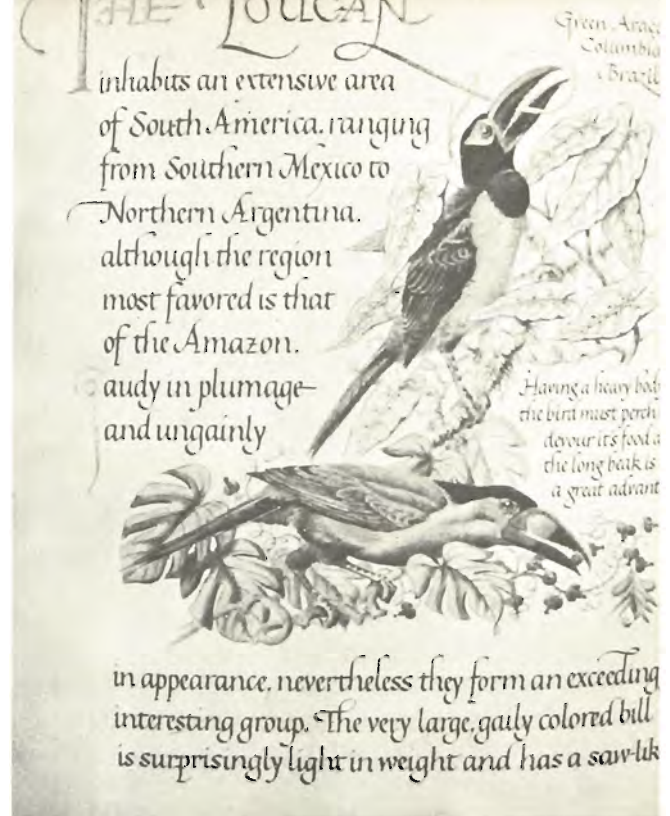 THE TOUCAN
inhabits an extensive area
of South America. ranging
from Southern Mexico to
Northern Argentina.
although the region
most favored is that
of the Amazon.
audy in plumage
and ungainly
in appearance. nevertheless they form an exceeding
interesting group. The very large, gaily colored bill
is surprisingly light in weight and has a saw-lik
Green Araç
Columbia
Brazil
Having a heavy body
the bird must perch
devour it's food a
the long beak is
a great advant